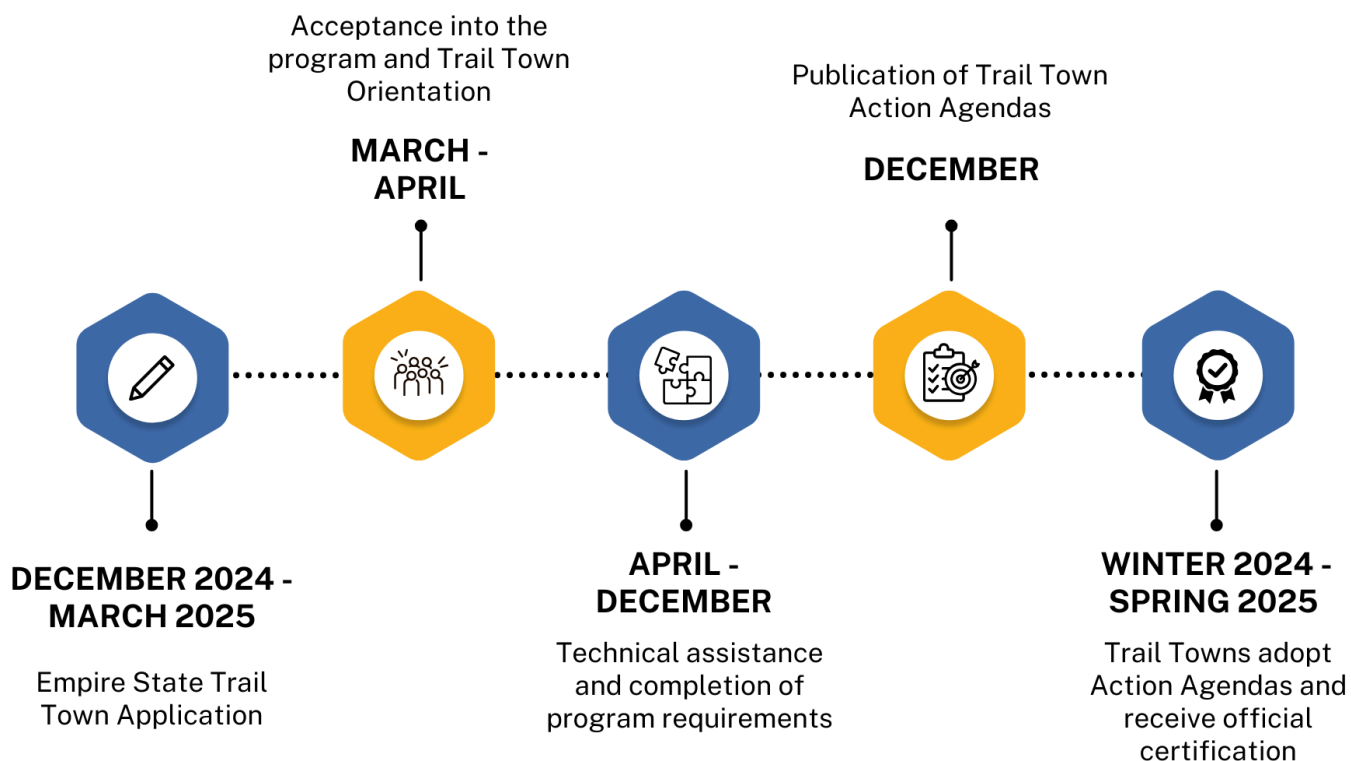 Acceptance into the
program and Trail Town
Orientation
MARCH -
APRIL
Publication of Trail Town
Action Agendas
DECEMBER
DECEMBER 2024 -
MARCH 2025
Empire State Trail
Town Application
APRIL -
DECEMBER
Technical assistance
and completion of
program requirements
WINTER 2024 -
SPRING 2025
Trail Towns adopt
Action Agendas and
receive official
certification